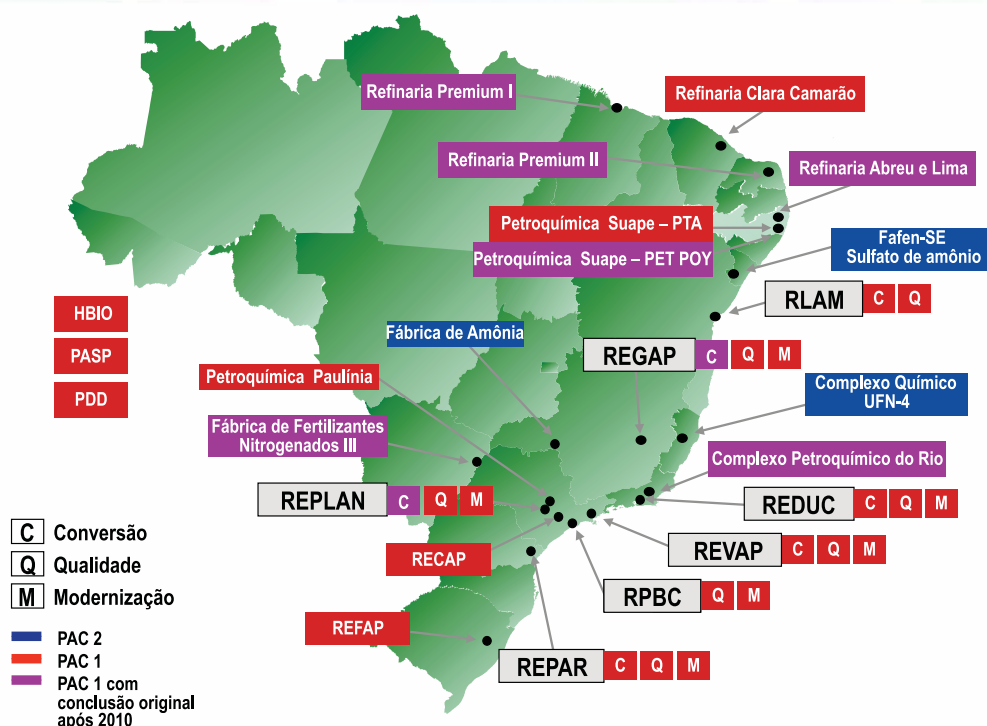 Refinaria Premium I
Refinaria Clara Camarão
Refinaria Premium II
Refinaria Abreu e Lima
Petroquímica Suape – PTA
Petroquímica Suape – PET POY
Fafen-SE
Sulfato de amônio
RLAM C Q
HBIO
PASP
PDD
Fábrica de Amônia
REGAP C Q M
Petroquímica Paulínia
Complexo Químico
UFN-4
Fábrica de Fertilizantes
Nitrogenados III
Complexo Petroquímico do Rio
REPLAN C Q M
REDUC C Q M
REVAP C Q M
RECAP
RPBC Q M
REFAP
REPAR C Q M
C Conversão
Q Qualidade
M Modernização
PAC 2
PAC 1
PAC 1 com
conclusão original
após 2010